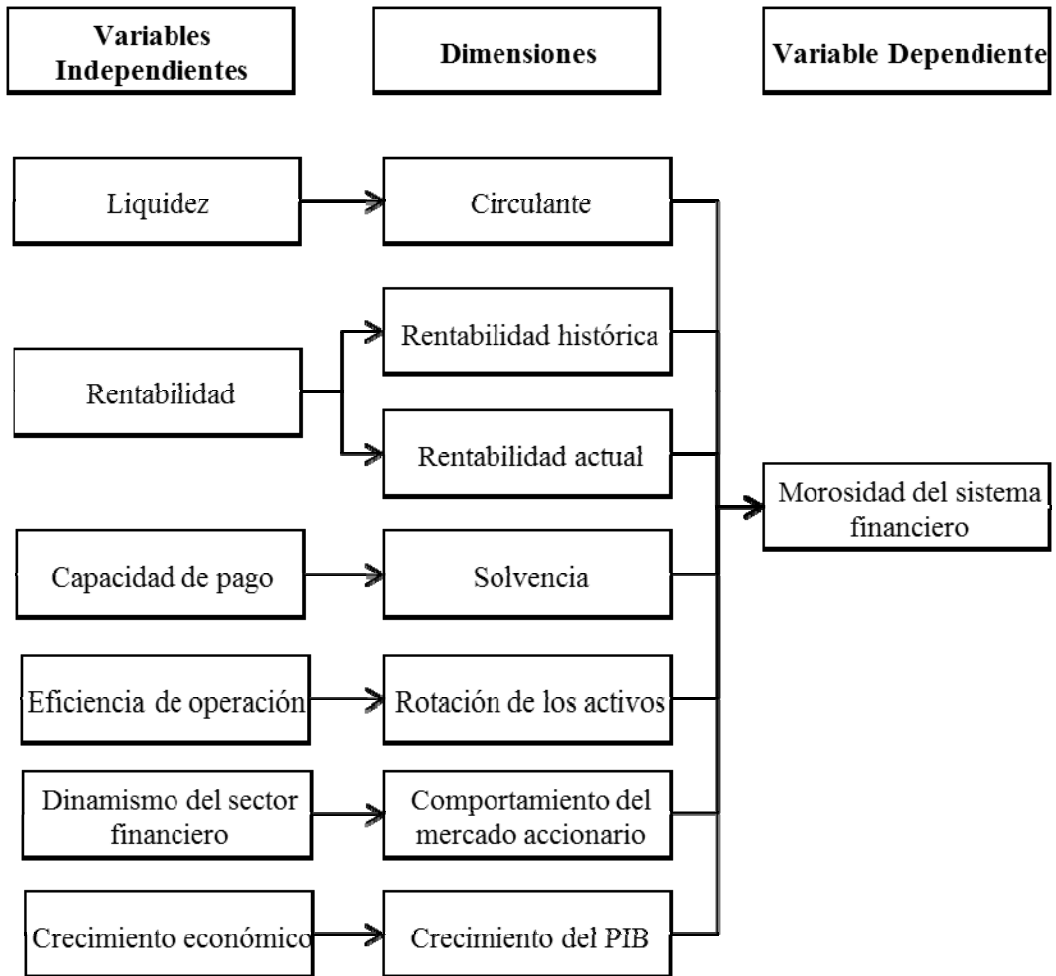 Variables
Independientes
Dimensiones
Variable Dependiente
Liquidez
Circulante
Rentabilidad
Rentabilidad histórica
Rentabilidad actual
Morosidad del sistema
financiero
Capacidad de pago
Solvencia
Eficiencia de operación
Rotación de los activos
Dinamismo del sector
financiero
Comportamiento del
mercado accionario
Crecimiento económico
Crecimiento del PIB